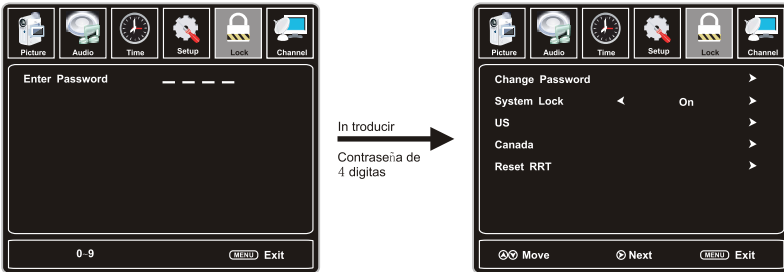 Picture Audio Time Setup Lock Channel
Enter Password _ _ _ _
0-9 MENU Exit
In troducir
Contraseña de
4 digitas
Picture Audio Time Setup Lock Channel
Change Password
System Lock On
US
Canada
Reset RRT
Move Next MENU Exit